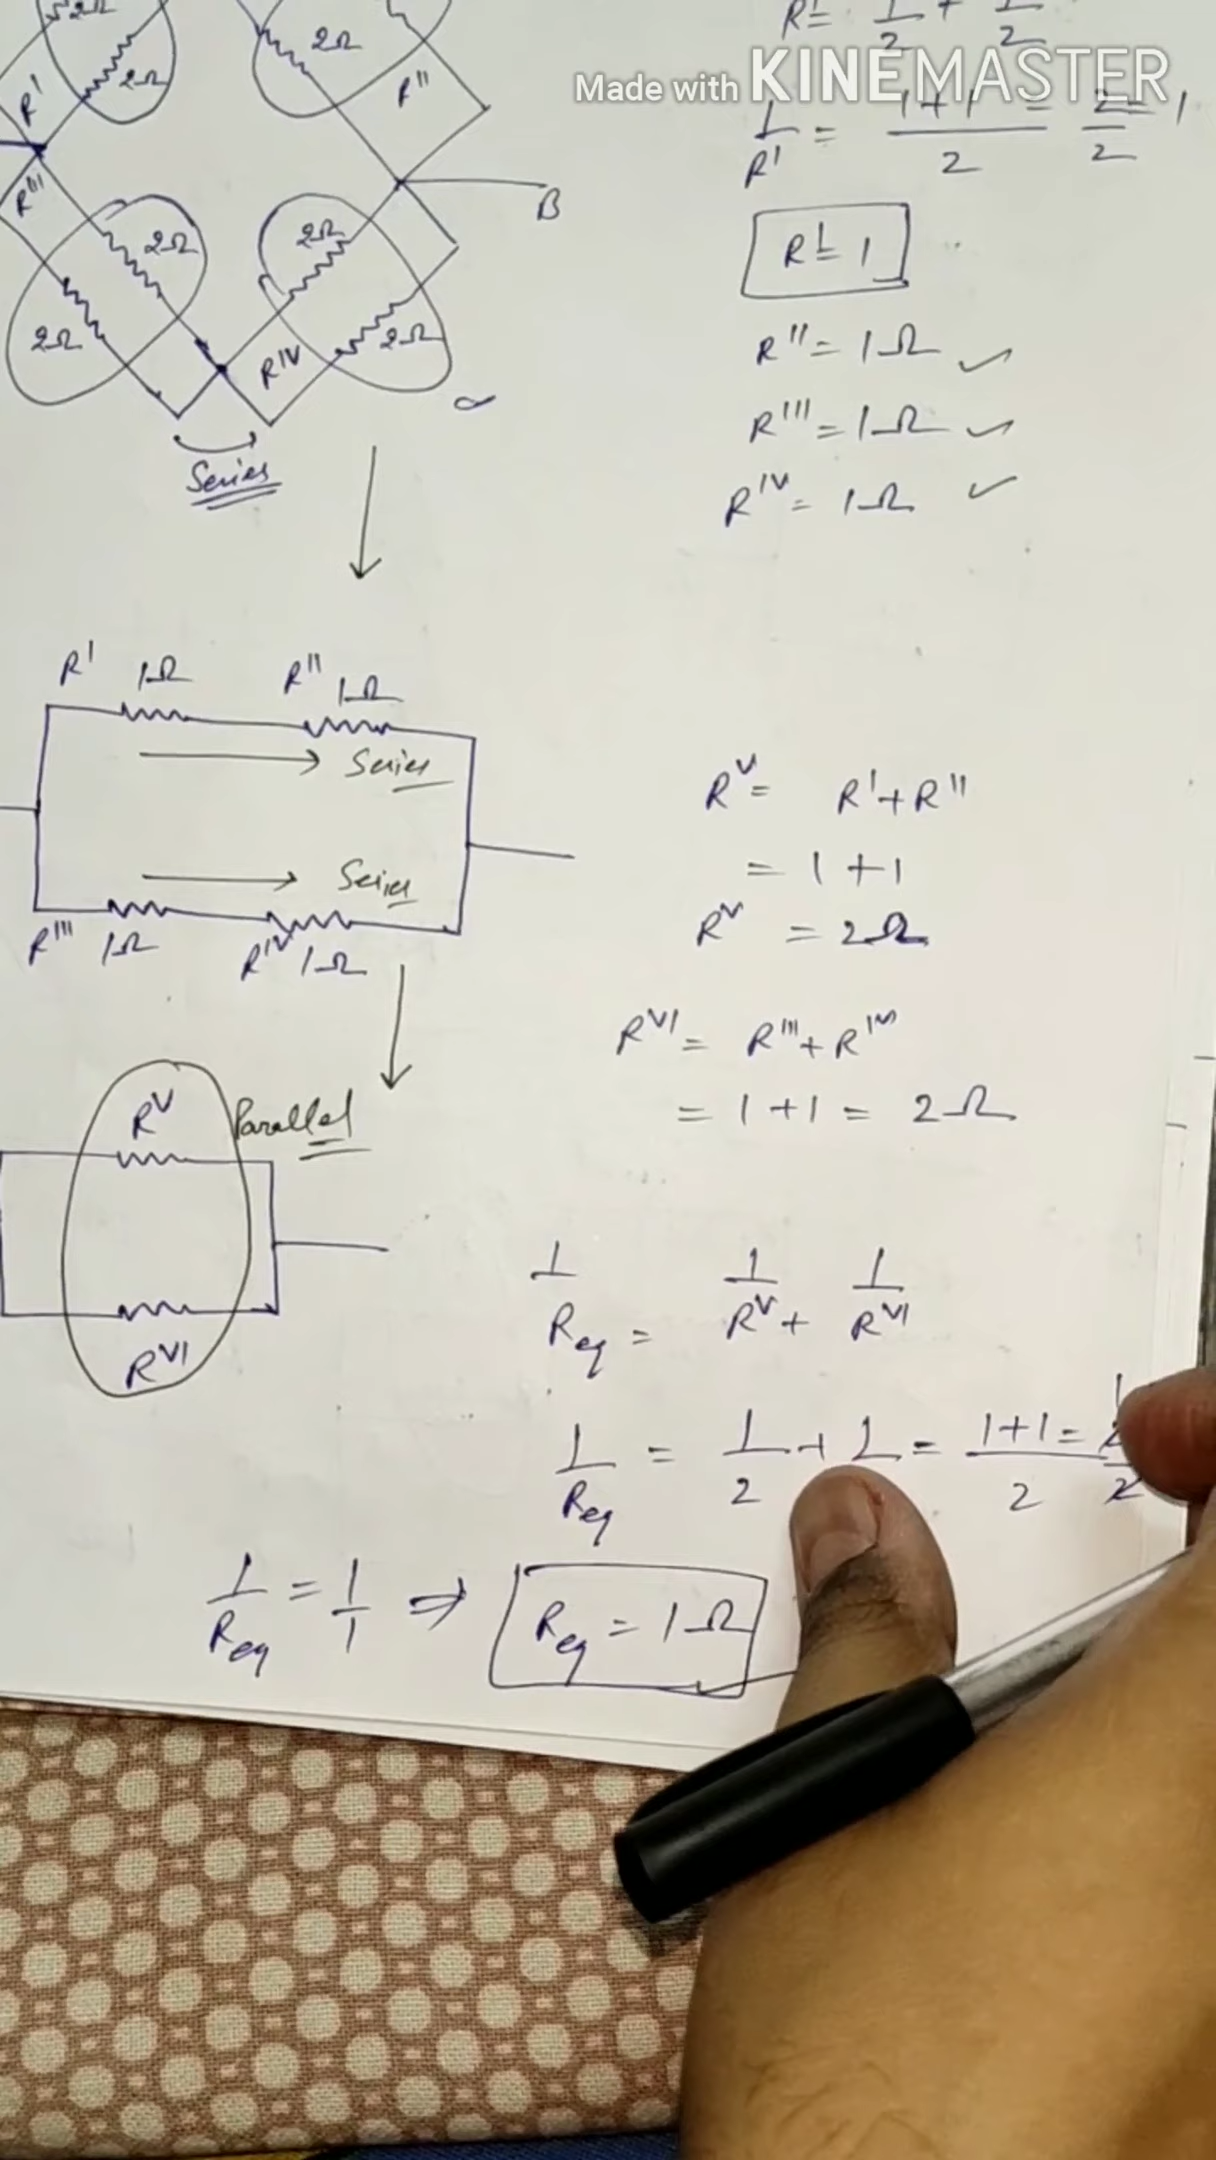 2Ω
2Ω
2Ω
R'
R''
R'''
B
2Ω
2Ω
2Ω
2Ω
R^IV
Series
Made with KINEMASTER
1/R' = 1+1/2 = 2/2 = 1
R' = 1
R'' = 1Ω ✓
R''' = 1Ω ✓
R^IV = 1Ω ✓
R' 1Ω R'' 1Ω
Series
Series
R''' 1Ω R^IV 1Ω
R^V = R' + R''
= 1 + 1
R^V = 2Ω
R^VI = R''' + R^IV
= 1 + 1 = 2Ω
R^V Parallel
R^VI
1/Req = 1/R^V + 1/R^VI
1/Req = 1/2 + 1 = 1+1/2 =
1/Req = 1/1 ⇒ Req = 1Ω